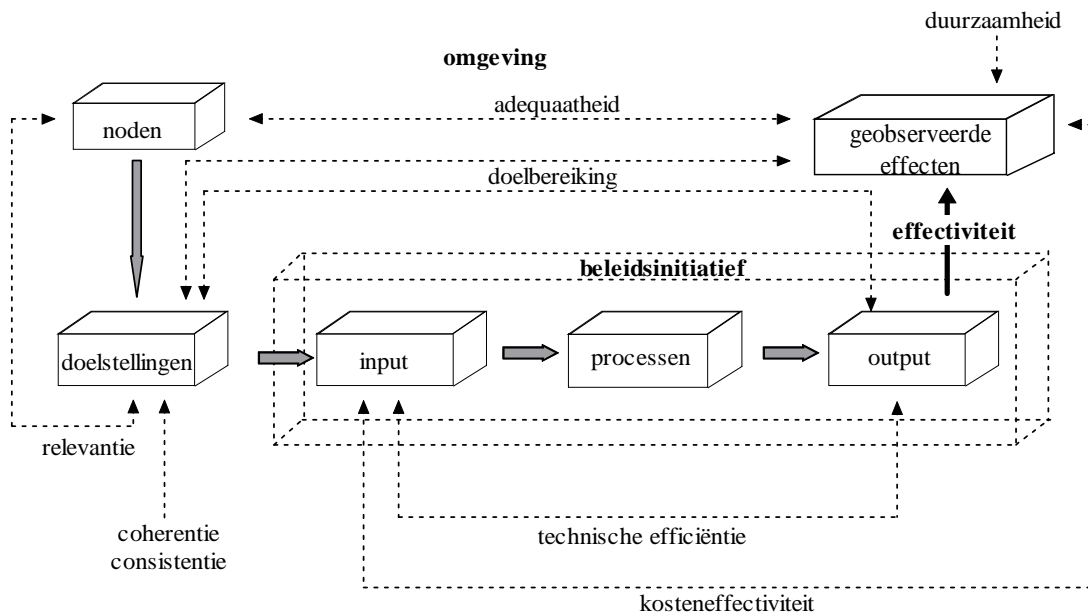 duurzaamheid
omgeving
adequaatheid
noden
geobserveerde
effecten
doelbereiking
effectiviteit
beleidsinitiatief
doelstellingen
input
processen
output
relevantie
coherentie
consistentie
technische efficiëntie
kosteneffectiviteit